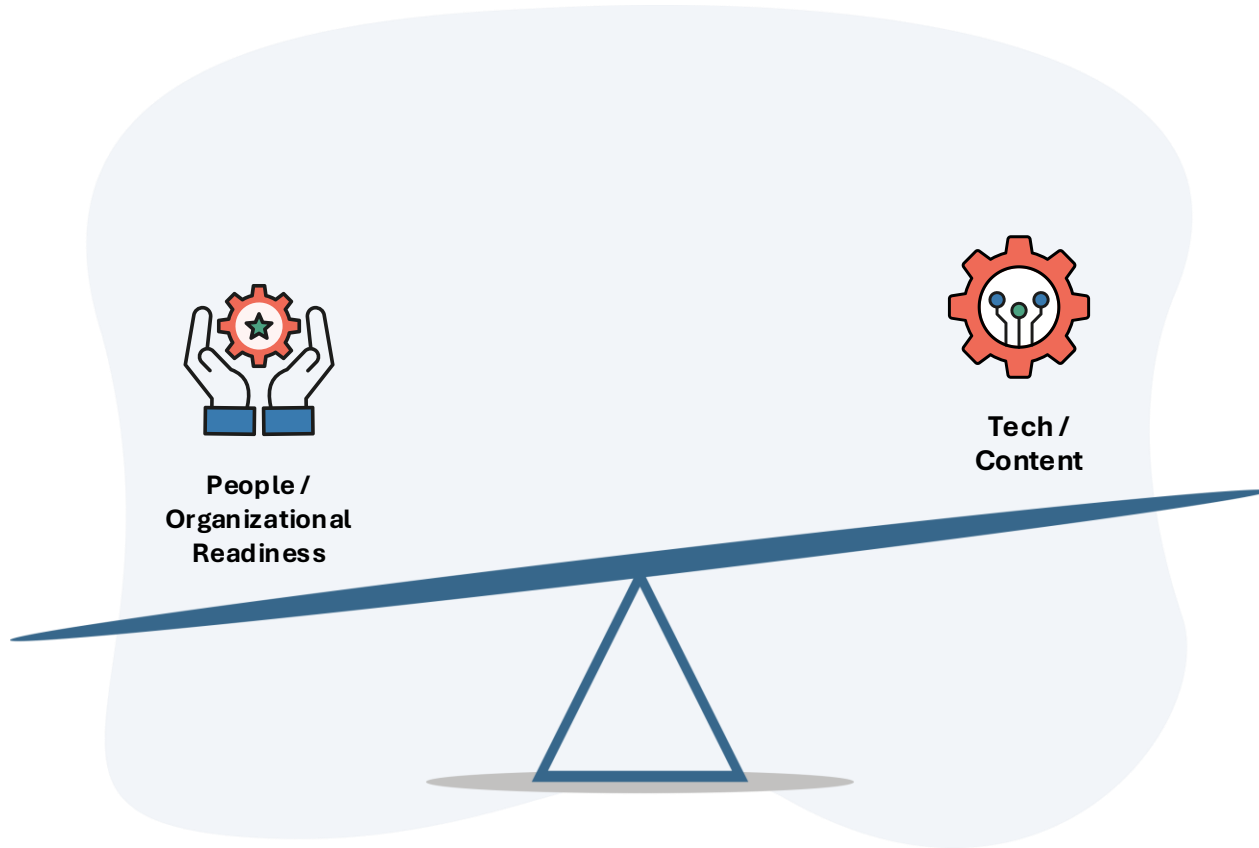 People /
Organizational
Readiness
Tech /
Content